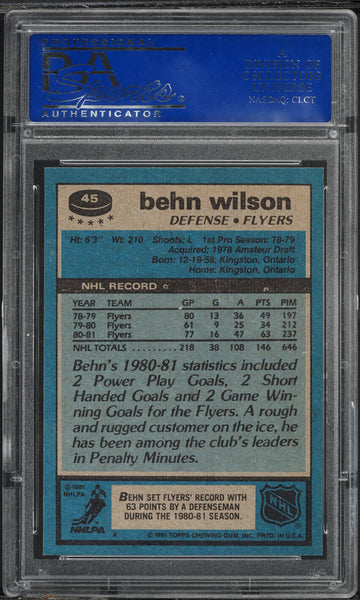 PROFESSIONAL
PSA
Sports
AUTHENTICATOR
A
DIVISION OF
COLLECTORS
UNIVERSE
NASDAQ: CLCT
45
behn wilson
DEFENSE • FLYERS
Ht: 6'3" Wt: 210 Shoots: L 1st Pro Season: 78-79
Acquired: 1978 Amateur Draft
Born: 12-19-58, Kingston, Ontario
Home: Kingston, Ontario
NHL RECORD
YEAR TEAM GP G A PTS PIM
78-79 Flyers 80 13 36 49 197
79-80 Flyers 61 9 25 34 212
80-81 Flyers 77 16 47 63 237
NHL TOTALS 218 38 108 146 646
Behn's 1980-81 statistics included
2 Power Play Goals, 2 Short
Handed Goals and 2 Game Win-
ning Goals for the Flyers. A rough
and rugged customer on the ice, he
has been among the club's leaders
in Penalty Minutes.
© 1981
NHLPA
NHLPA
BEHN SET FLYERS' RECORD WITH
63 POINTS BY A DEFENSEMAN
DURING THE 1980-81 SEASON.
NHL
A © 1981 TOPPS CHEWING GUM, INC. PRTD. IN U.S.A.